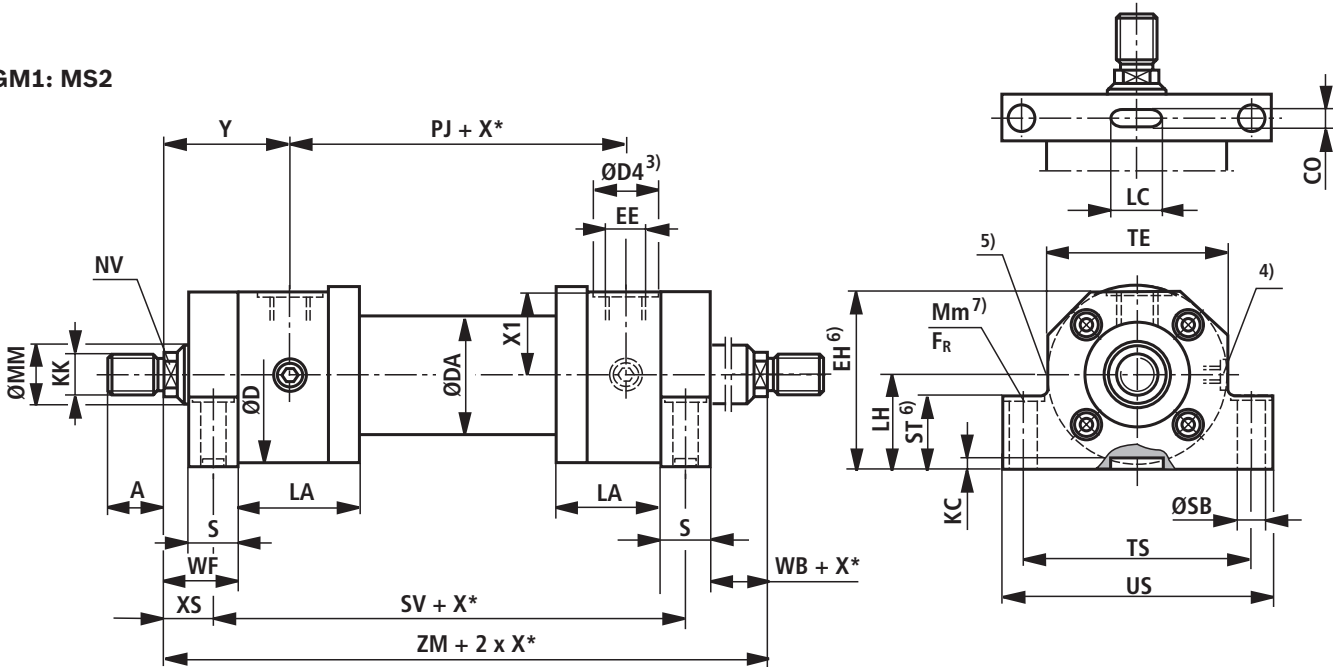 GM1: MS2
Y
PJ + X*
ØD4 3)
EE
NV
X1
ØMM
KK
ØD
ØDA
A
LA
LA
S
S
WF
WB + X*
XS
SV + X*
ZM + 2 x X*
CO
LC
TE
5)
4)
Mm 7)
FR
EH 6)
LH
ST 6)
KC
ØSB
TS
US